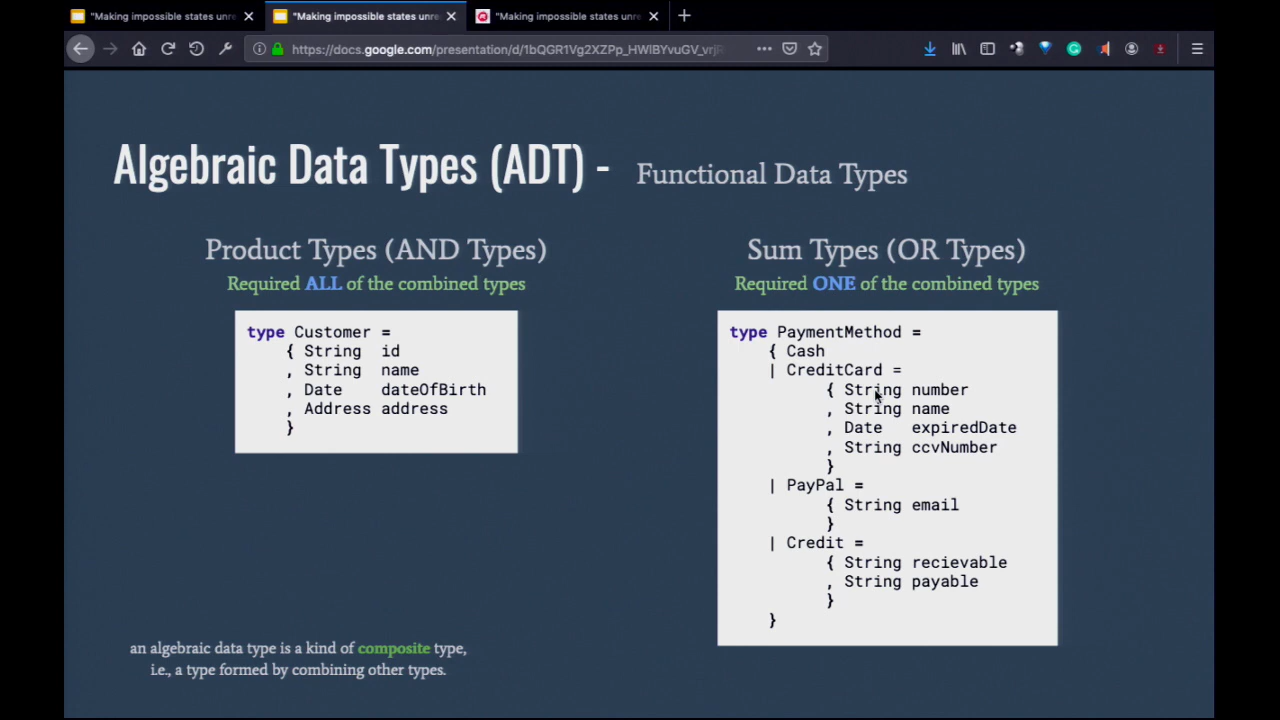 "Making impossible states unre
"Making impossible states unre
"Making impossible states unre
https://docs.google.com/presentation/d/1bQGR1Vg2XZPp_HWlBYvuGV_vrj
Algebraic Data Types (ADT) - Functional Data Types
Product Types (AND Types)
Required ALL of the combined types
type Customer =
{ String id
, String name
, Date dateOfBirth
, Address address
}
an algebraic data type is a kind of composite type,
i.e., a type formed by combining other types.
Sum Types (OR Types)
Required ONE of the combined types
type PaymentMethod =
{ Cash
| CreditCard =
{ String number
, String name
, Date expiredDate
, String ccvNumber
}
| PayPal =
{ String email
}
| Credit =
{ String recievable
, String payable
}
}